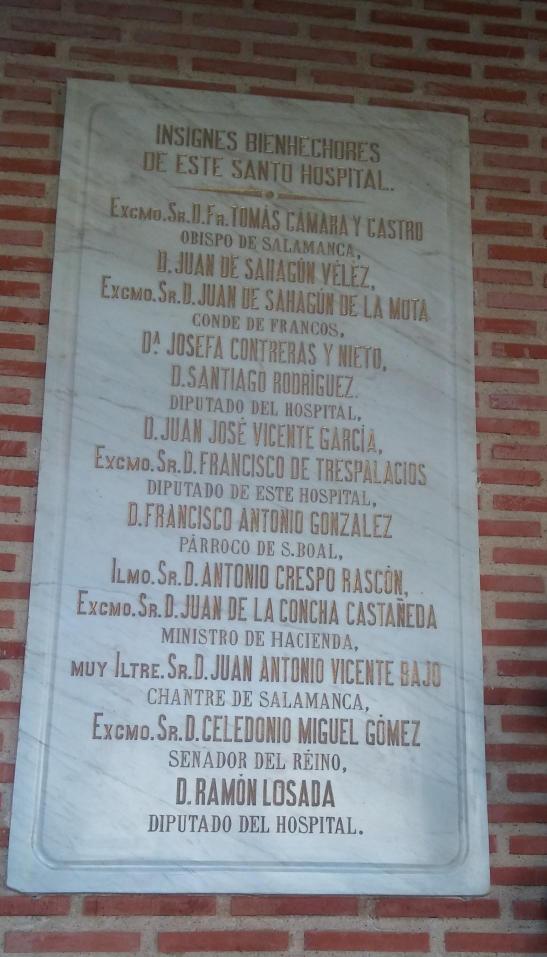 INSIGNES BIENHECHORES
DE ESTE SANTO HOSPITAL.
EXCMO. SR. D. FR. TOMÁS CÁMARA Y CASTRO
OBISPO DE SALAMANCA,
D. JUAN DE SAHAGÚN VÉLEZ,
EXCMO. SR. D. JUAN DE SAHAGÚN DE LA MOTA
CONDE DE FRANCOS,
Dª. JOSEFA CONTRERAS Y NIETO,
D. SANTIAGO RODRÍGUEZ
DIPUTADO DEL HOSPITAL,
D. JUAN JOSÉ VICENTE GARCÍA,
EXCMO. SR. D. FRANCISCO DE TRESPALACIOS
DIPUTADO DE ESTE HOSPITAL,
D. FRANCISCO ANTONIO GONZALEZ
PÁRROCO DE S. BOAL,
ILMO. SR. D. ANTONIO CRESPO RASCÓN,
EXCMO. SR. D. JUAN DE LA CONCHA CASTAÑEDA
MINISTRO DE HACIENDA,
MUY ILTRE. SR. D. JUAN ANTONIO VICENTE BAJO
CHANTRE DE SALAMANCA,
EXCMO. SR. D. CELEDONIO MIGUEL GÓMEZ
SENADOR DEL RÉINO,
D. RAMÓN LOSADA
DIPUTADO DEL HOSPITAL.